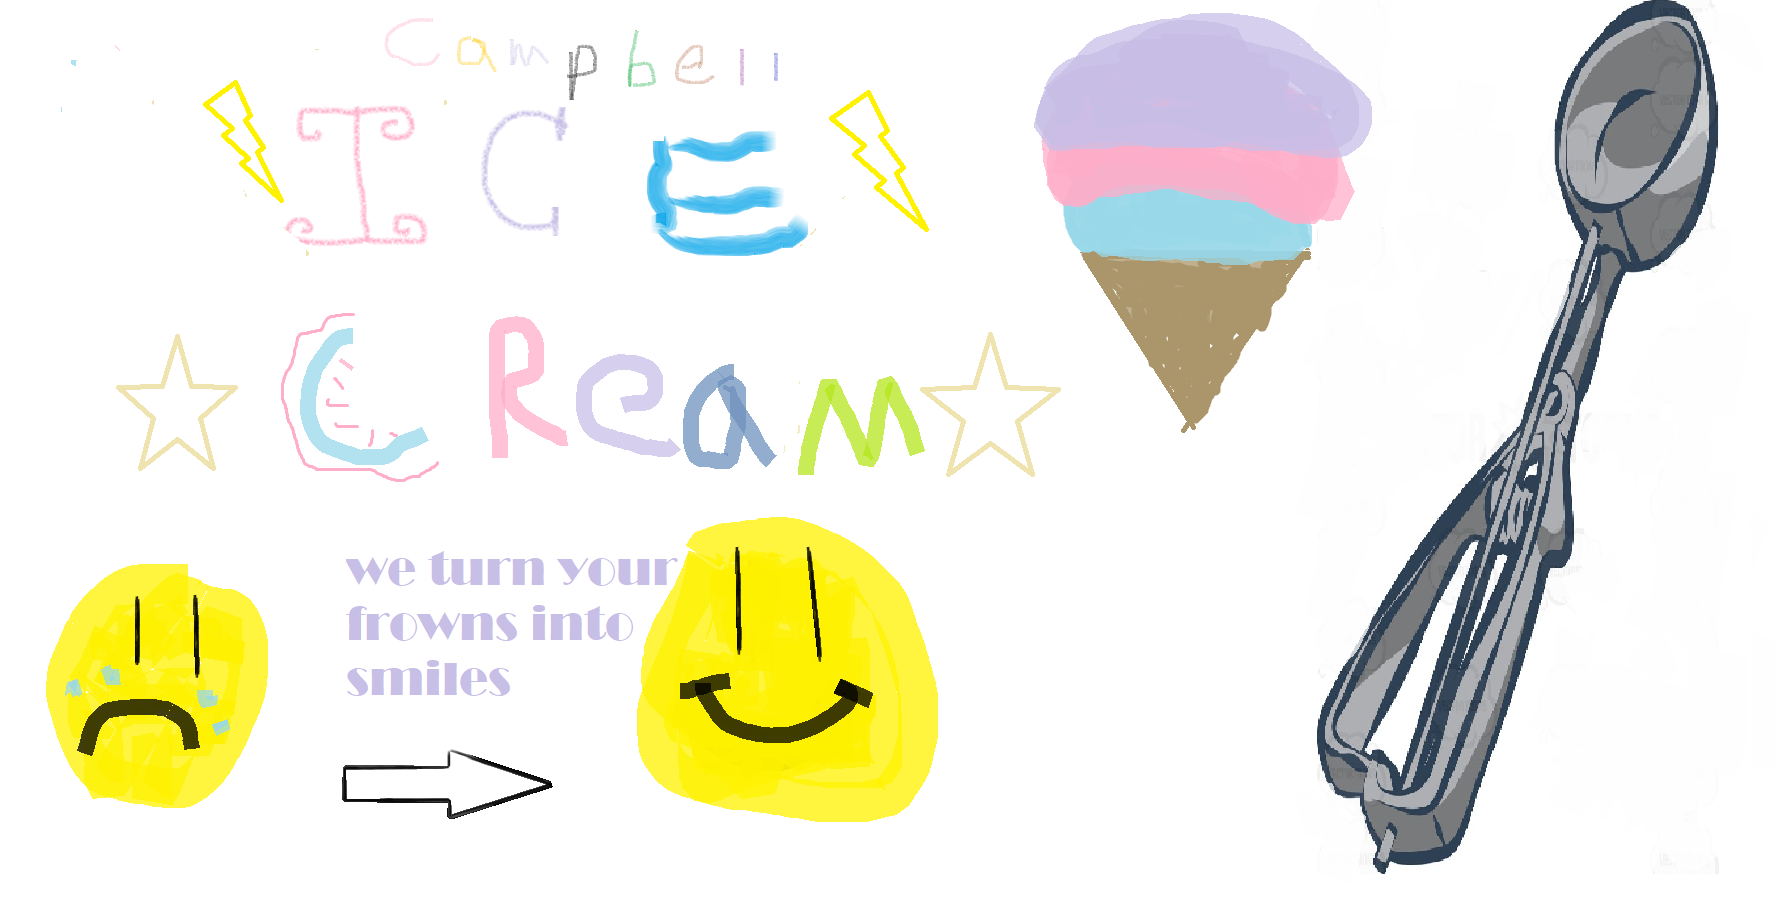 Campbell
ICE
CReam
we turn your
frowns into
smiles